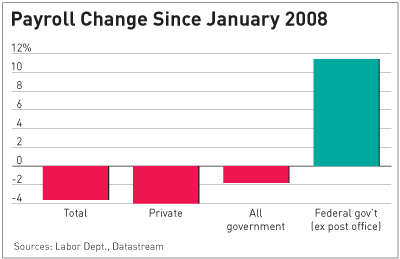 Payroll Change Since January 2008
12%
10
8
6
4
2
0
-2
-4
Total
Private
All
government
Federal gov't
(ex post office)
Sources: Labor Dept., Datastream